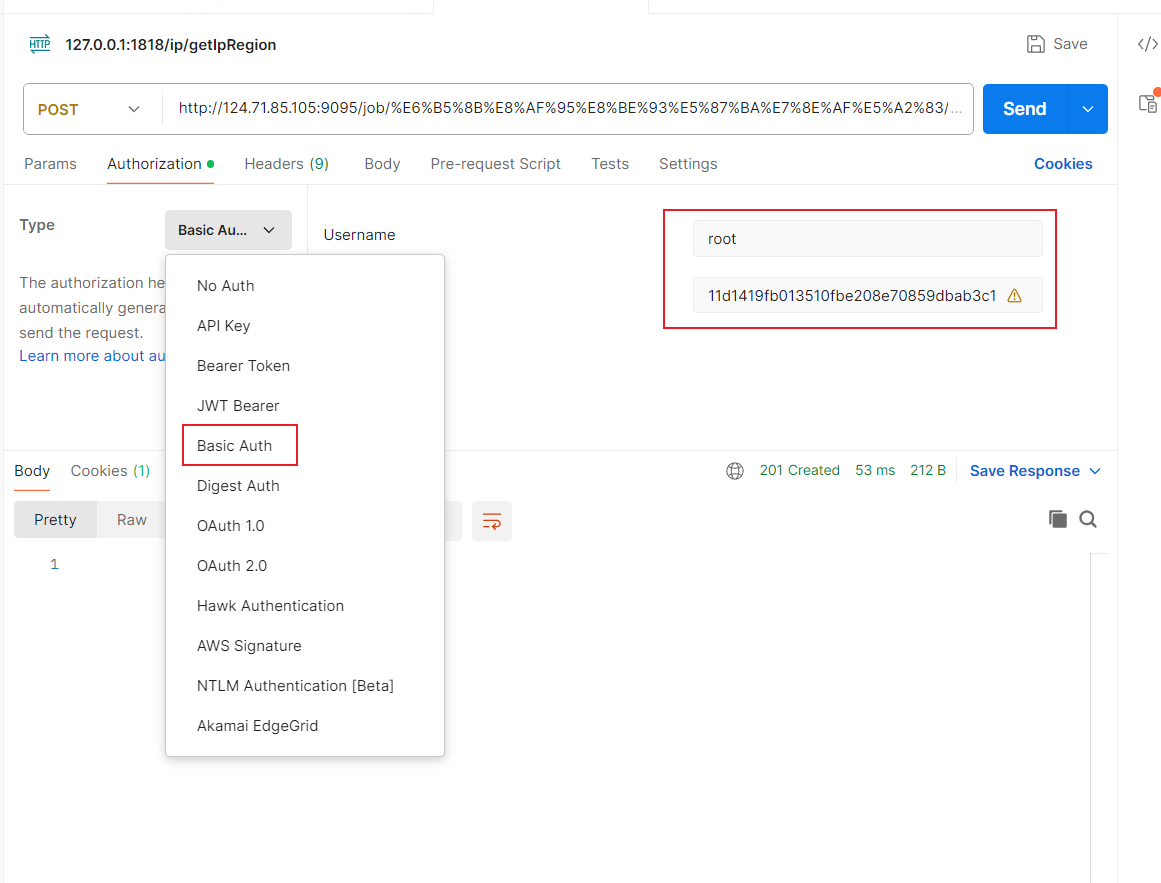 HTTP 127.0.0.1:1818/ip/getIpRegion Save </>
POST http://124.71.85.105:9095/job/%E6%B5%8B%E8%AF%95%E8%BE%93%E5%87%BA%E7%8E%AF%E5%A2%83/... Send
Params Authorization Headers (9) Body Pre-request Script Tests Settings Cookies
Type Basic Au... Username root
The authorization he
automatically genera
send the request.
Learn more about au
11d1419fb013510fbe208e70859dbab3c1
No Auth
API Key
Bearer Token
JWT Bearer
Basic Auth
Digest Auth
OAuth 1.0
OAuth 2.0
Hawk Authentication
AWS Signature
NTLM Authentication [Beta]
Akamai EdgeGrid
Body Cookies (1) 201 Created 53 ms 212 B Save Response
Pretty Raw
1